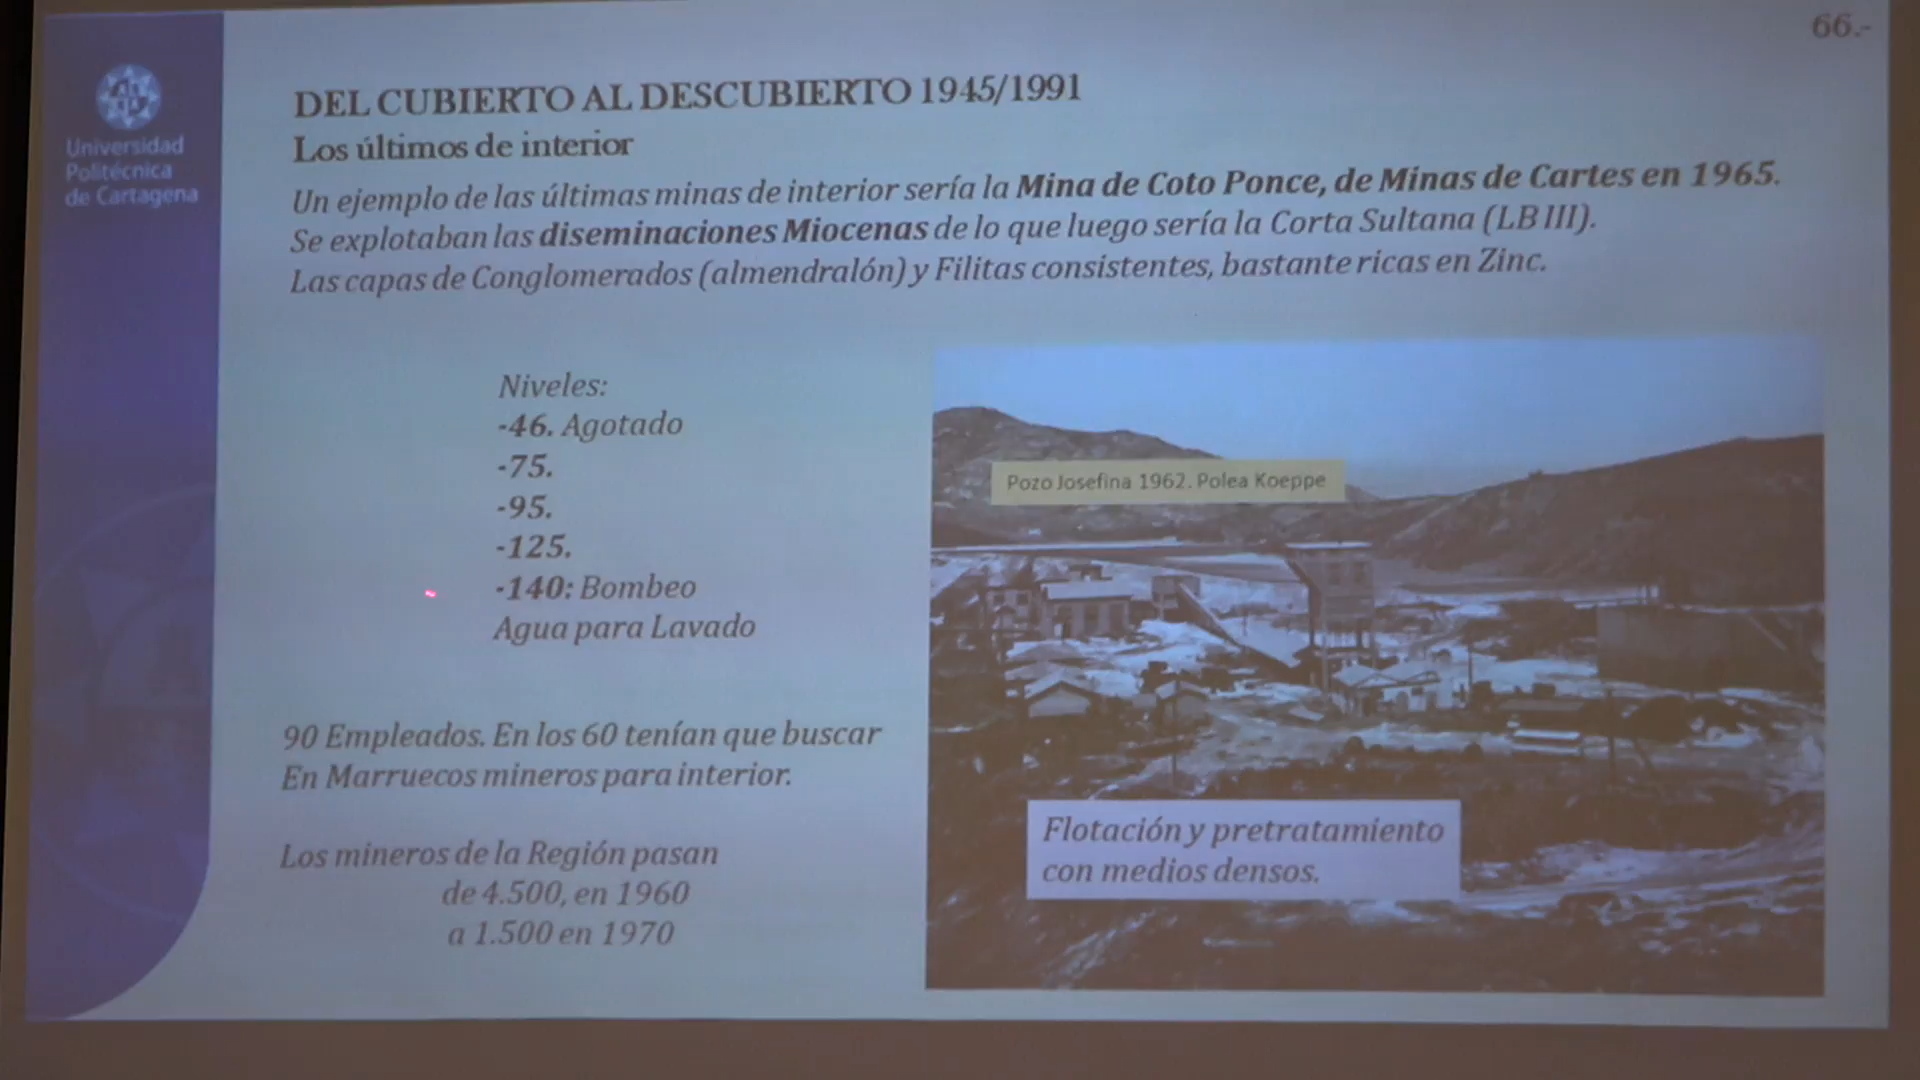 66.-
Universidad
Politécnica
de Cartagena
DEL CUBIERTO AL DESCUBIERTO 1945/1991
Los últimos de interior
Un ejemplo de las últimas minas de interior sería la Mina de Coto Ponce, de Minas de Cartes en 1965.
Se explotaban las diseminaciones Miocenas de lo que luego sería la Corta Sultana (LB III).
Las capas de Conglomerados (almendralón) y Filitas consistentes, bastante ricas en Zinc.
Niveles:
-46. Agotado
-75.
-95.
-125.
-140: Bombeo
Agua para Lavado
90 Empleados. En los 60 tenían que buscar
En Marruecos mineros para interior.
Los mineros de la Región pasan
de 4.500, en 1960
a 1.500 en 1970
Pozo Josefina 1962. Polea Koeppe
Flotación y pretratamiento
con medios densos.